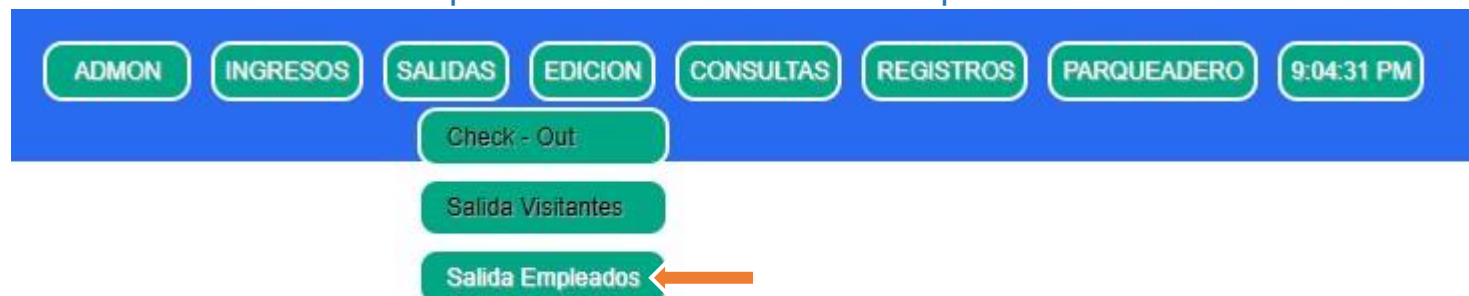 ADMON INGRESOS SALIDAS EDICION CONSULTAS REGISTROS PARQUEADERO 9:04:31 PM
Check - Out
Salida Visitantes
Salida Empleados